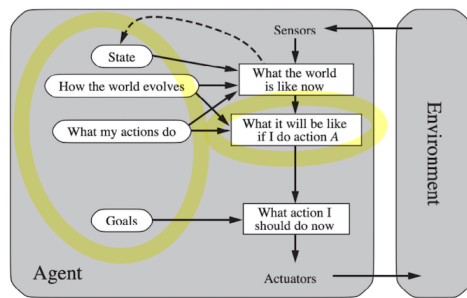 Sensors
State
What the world
is like now
How the world evolves
What my actions do
What it will be like
if I do action A
Goals
What action I
should do now
Agent
Actuators
Environment